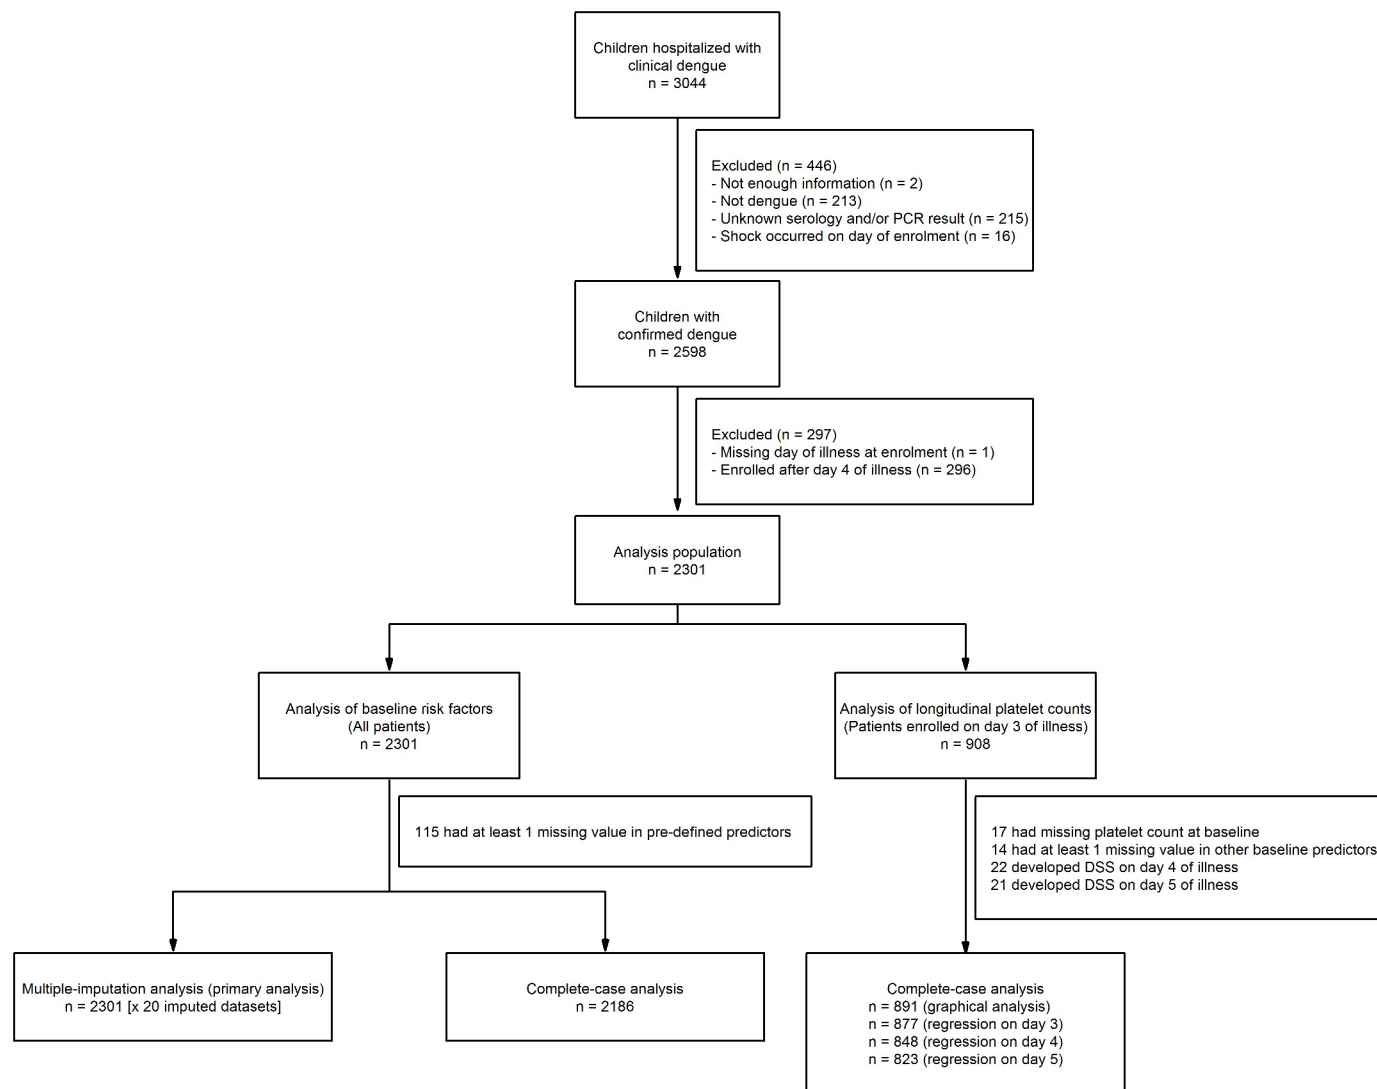 Children hospitalized with
clinical dengue
n = 3044
Excluded (n = 446)
- Not enough information (n = 2)
- Not dengue (n = 213)
- Unknown serology and/or PCR result (n = 215)
- Shock occurred on day of enrolment (n = 16)
Children with
confirmed dengue
n = 2598
Excluded (n = 297)
- Missing day of illness at enrolment (n = 1)
- Enrolled after day 4 of illness (n = 296)
Analysis population
n = 2301
Analysis of baseline risk factors
(All patients)
n = 2301
Analysis of longitudinal platelet counts
(Patients enrolled on day 3 of illness)
n = 908
115 had at least 1 missing value in pre-defined predictors
17 had missing platelet count at baseline
14 had at least 1 missing value in other baseline predictors
22 developed DSS on day 4 of illness
21 developed DSS on day 5 of illness
Multiple-imputation analysis (primary analysis)
n = 2301 [x 20 imputed datasets]
Complete-case analysis
n = 2186
Complete-case analysis
n = 891 (graphical analysis)
n = 877 (regression on day 3)
n = 848 (regression on day 4)
n = 823 (regression on day 5)